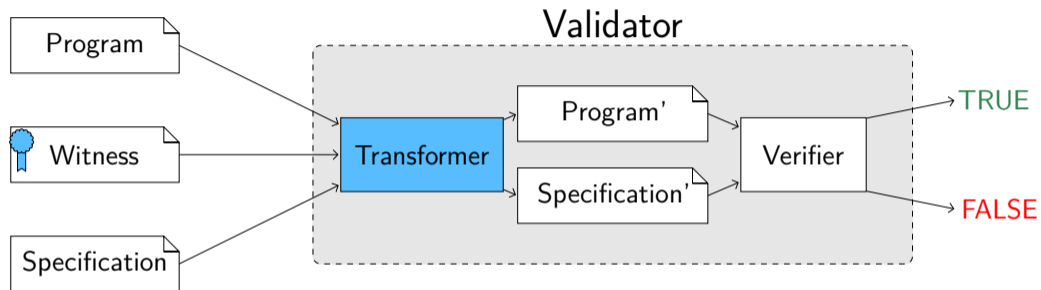 Validator
Program
Witness
Specification
Transformer
Program'
Specification'
Verifier
TRUE
FALSE